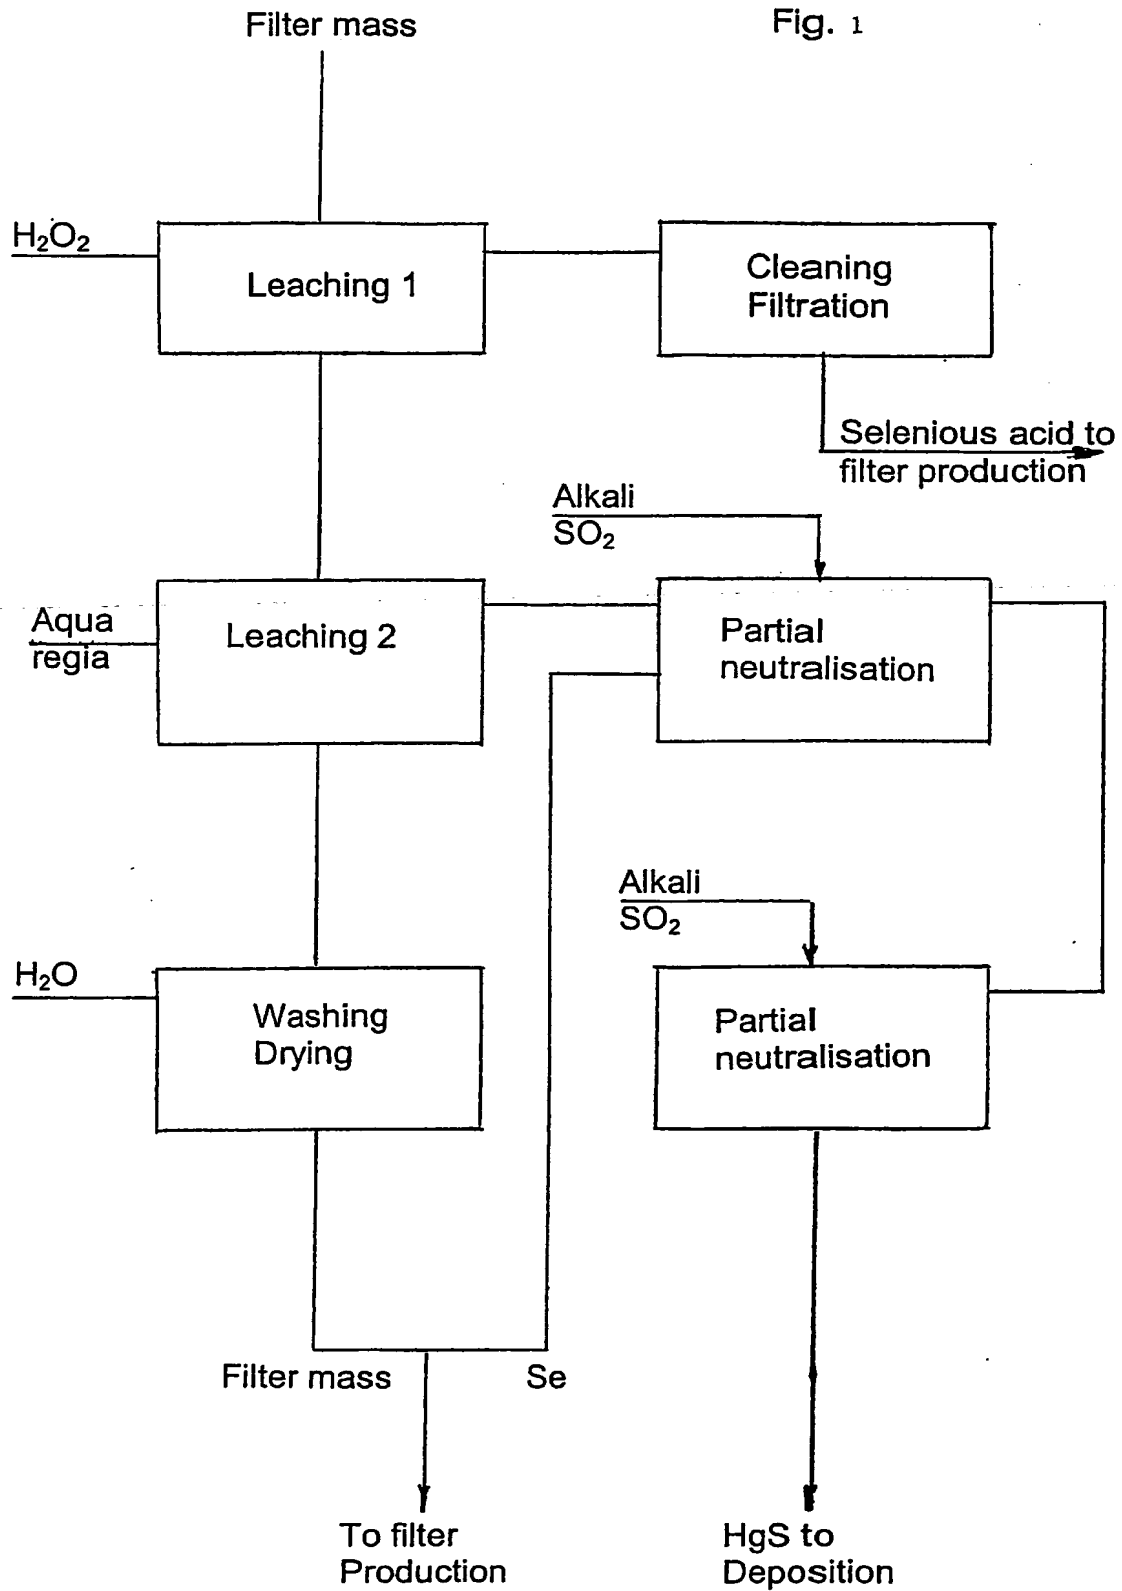 Filter mass
Fig. 1
H₂O₂
Leaching 1
Cleaning
Filtration
Selenious acid to
filter production
Alkali
SO₂
Aqua
regia
Leaching 2
Partial
neutralisation
Alkali
SO₂
H₂O
Washing
Drying
Partial
neutralisation
Filter mass
Se
To filter
Production
HgS to
Deposition